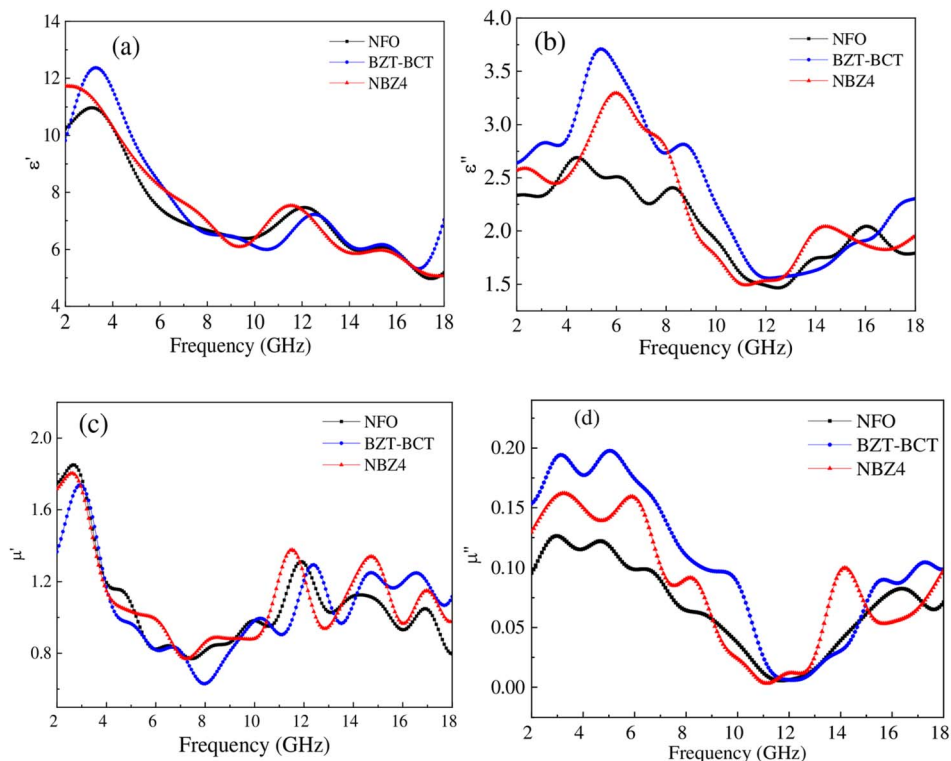 (a)
NFO
BZT-BCT
NBZ4
14
12
10
8
6
4
ε'
2 4 6 8 10 12 14 16 18
Frequency (GHz)
(b)
NFO
BZT-BCT
NBZ4
4.0
3.5
3.0
2.5
2.0
1.5
ε''
2 4 6 8 10 12 14 16 18
Frequency (GHz)
(c)
NFO
BZT-BCT
NBZ4
2.0
1.6
1.2
0.8
μ'
2 4 6 8 10 12 14 16 18
Frequency (GHz)
(d)
NFO
BZT-BCT
NBZ4
0.20
0.15
0.10
0.05
0.00
μ''
2 4 6 8 10 12 14 16 18
Frequency (GHz)